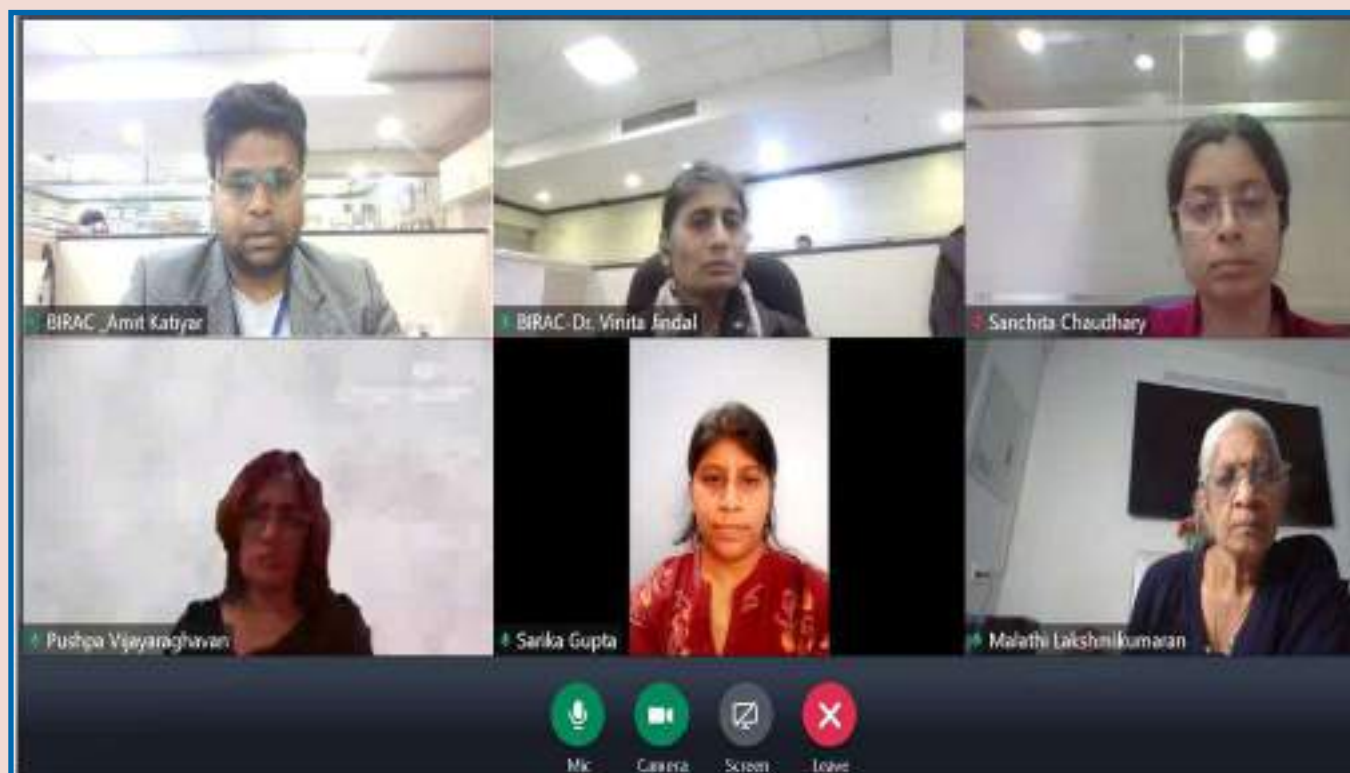 BIRAC _Amit Katiyar
BIRAC-Dr. Vinita Jindal
Sanchita Chaudhary
Pushpa Vijayaraghavan
Sarika Gupta
Malathi Lakshmikumaran
Mic
Camera
Screen
Leave